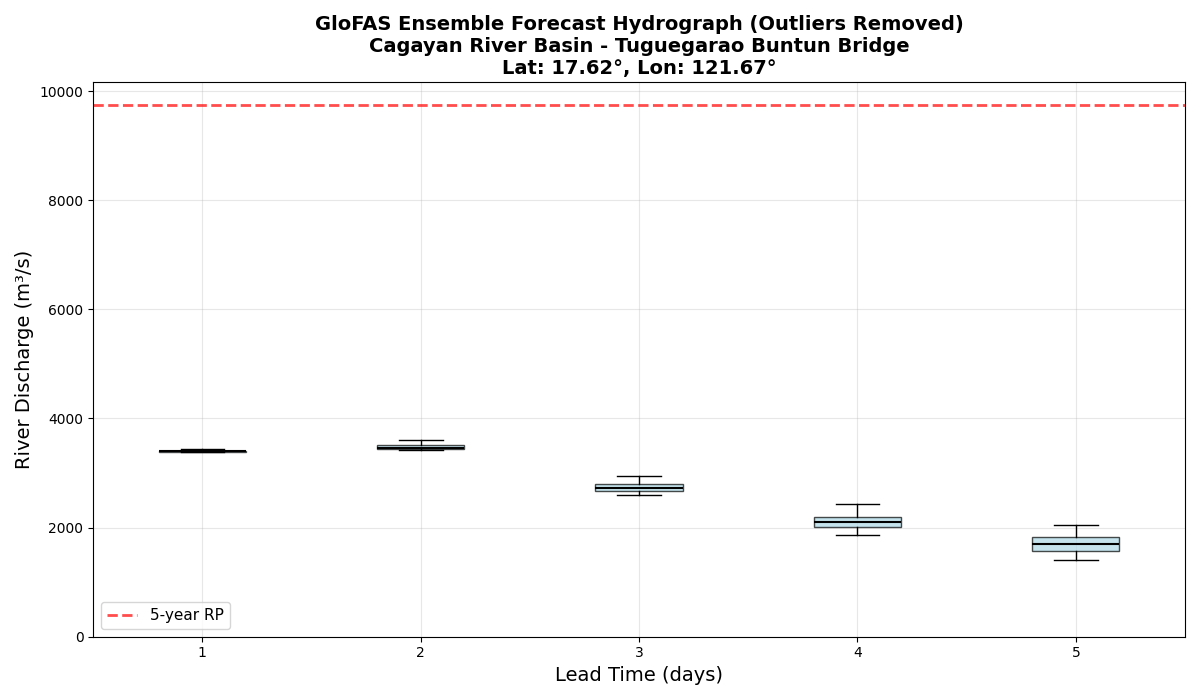 GloFAS Ensemble Forecast Hydrograph (Outliers Removed)
Cagayan River Basin - Tuguegarao Buntun Bridge
Lat: 17.62°, Lon: 121.67°
River Discharge (m³/s)
10000
8000
6000
4000
2000
0
5-year RP
1 2 3 4 5
Lead Time (days)